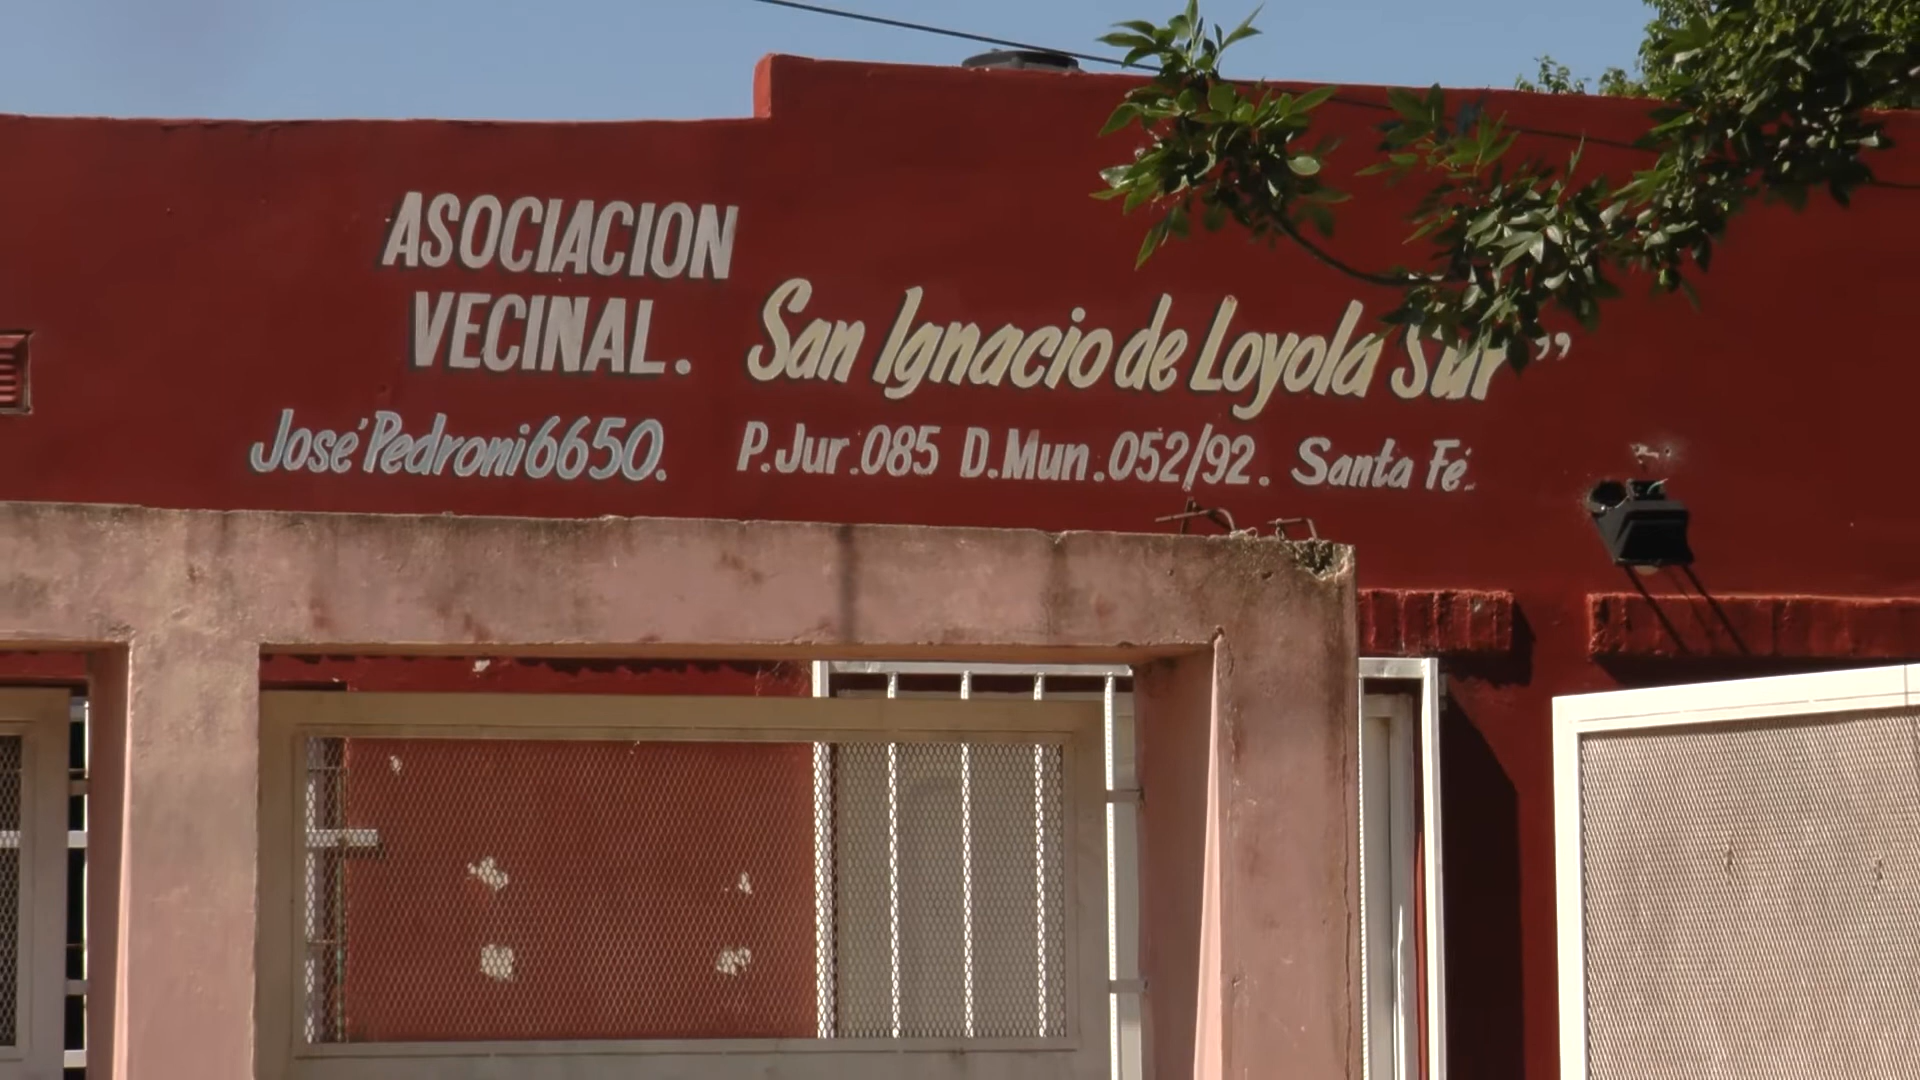 ASOCIACION
VECINAL. San Ignacio de Loyola Sur”
José Pedroni 6650. P.Jur.085 D.Mun.052/92. Santa Fé.